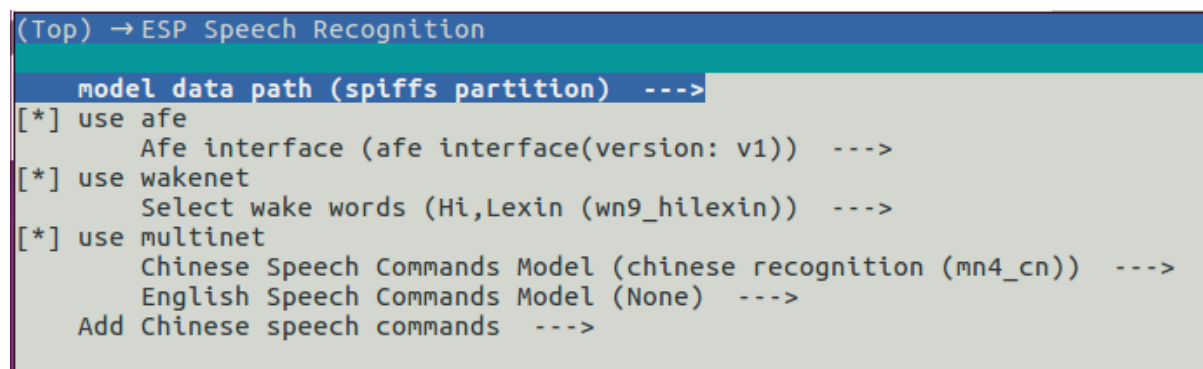 (Top) → ESP Speech Recognition
model data path (spiffs partition) --->
[*] use afe
Afe interface (afe interface(version: v1)) --->
[*] use wakenet
Select wake words (Hi,Lexin (wn9_hilexin)) --->
[*] use multinet
Chinese Speech Commands Model (chinese recognition (mn4_cn)) --->
English Speech Commands Model (None) --->
Add Chinese speech commands --->